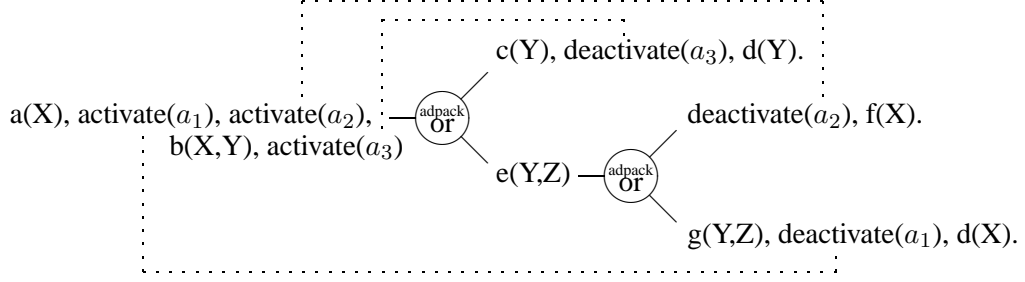 c(Y), deactivate(a₃), d(Y).
a(X), activate(a₁), activate(a₂),
b(X,Y), activate(a₃)
adpack
or
deactivate(a₂), f(X).
e(Y,Z)
adpack
or
g(Y,Z), deactivate(a₁), d(X).